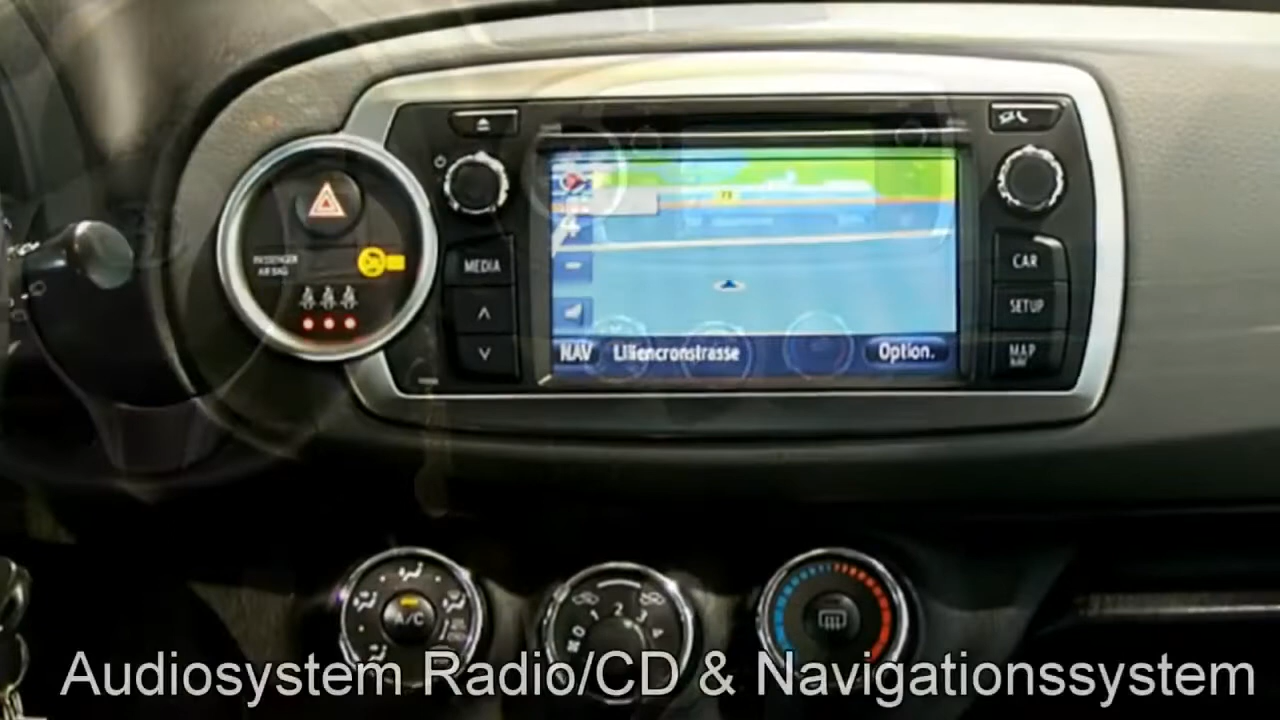 PASSENGER
AIR BAG
MEDIA
CAR
SETUP
MAP
NAV
NAV Liliencronstrasse Option.
A/C
0 1 2 3 4
Audiosystem Radio/CD & Navigationssystem